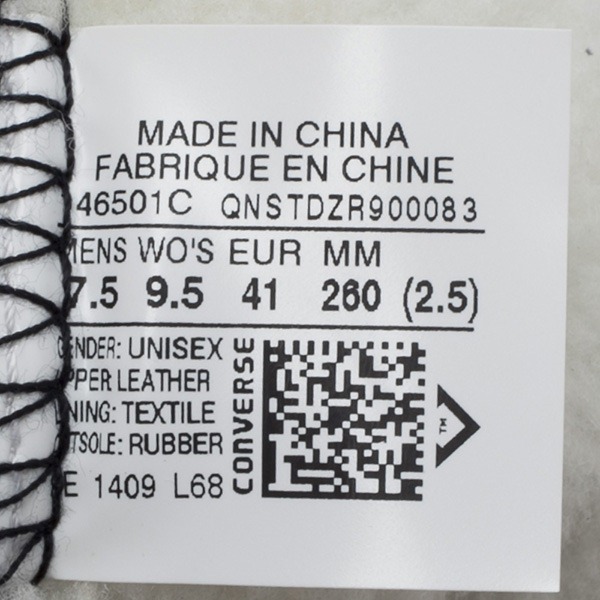 MADE IN CHINA
FABRIQUE EN CHINE
46501C QNSTDZR900083
MENS WO'S EUR MM
7.5 9.5 41 260 (2.5)
GENDER: UNISEX
UPPER LEATHER
LINING: TEXTILE
OUTSOLE: RUBBER
E 1409 L68
CONVERSE
TM